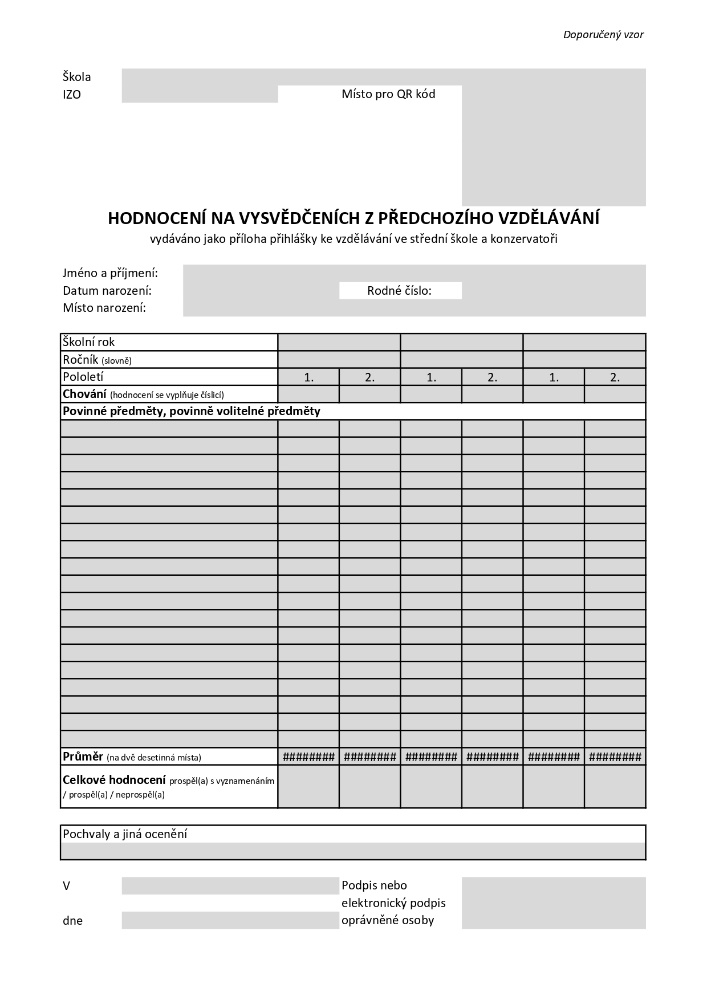 Doporučený vzor
Škola
IZO Místo pro QR kód
HODNOCENÍ NA VYSVĚDČENÍCH Z PŘEDCHOZÍHO VZDĚLÁVÁNÍ
vydáváno jako příloha přihlášky ke vzdělávání ve střední škole a konzervatoři
Jméno a příjmení:
Datum narození: Rodné číslo:
Místo narození:
Školní rok
Ročník (slovně)
Pololetí 1. 2. 1. 2. 1. 2.
Chování (hodnocení se vyplňuje číslicí)
Povinné předměty, povinně volitelné předměty
Průměr (na dvě desetinná místa) ######## ######## ######## ######## ######## ########
Celkové hodnocení prospěl(a) s vyznamenáním
/ prospěl(a) / neprospěl(a)
Pochvaly a jiná ocenění
V Podpis nebo
elektronický podpis
dne oprávněné osoby